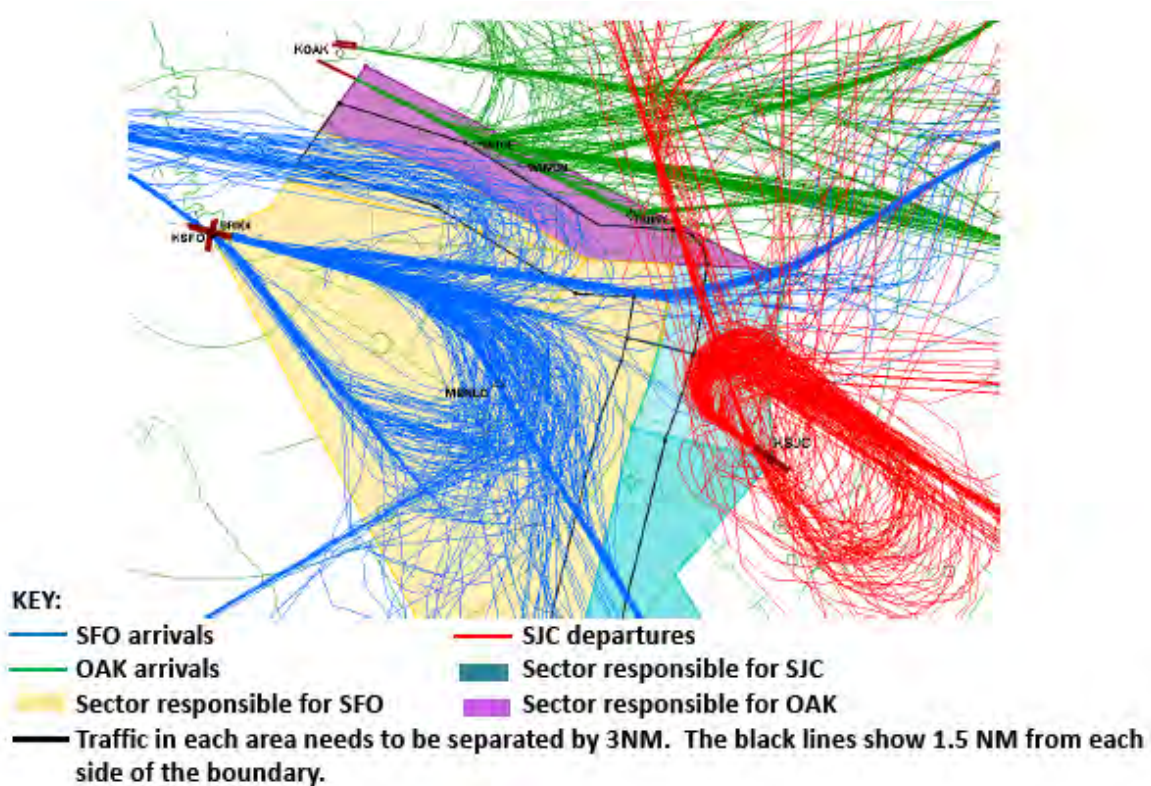 KOAK
KSFO
BRIXX
MENLO
KSJC
KEY:
SFO arrivals
SJC departures
OAK arrivals
Sector responsible for SJC
Sector responsible for SFO
Sector responsible for OAK
Traffic in each area needs to be separated by 3NM. The black lines show 1.5 NM from each
side of the boundary.